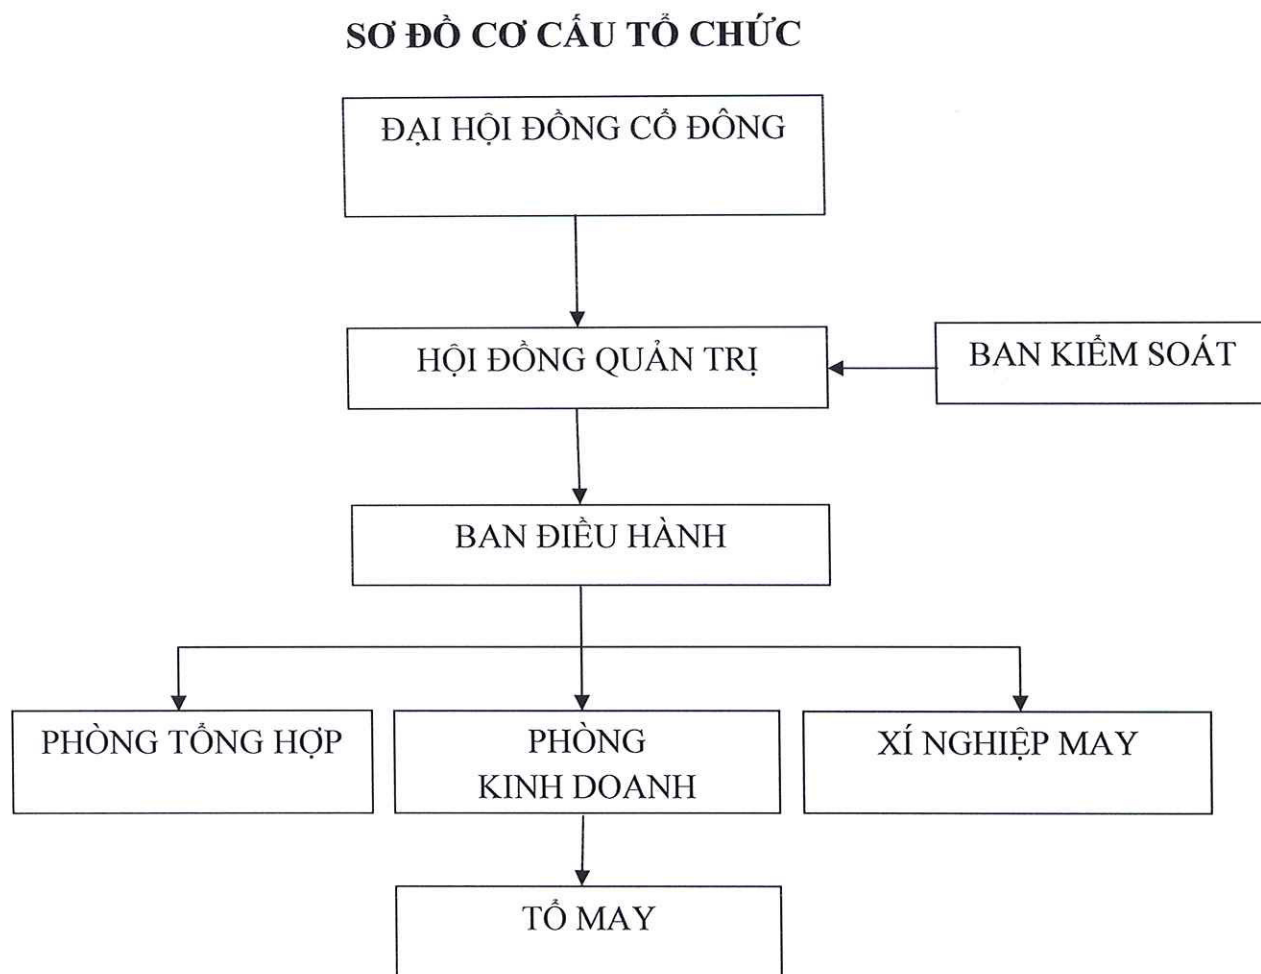 SƠ ĐỒ CƠ CẤU TỔ CHỨC
ĐẠI HỘI ĐỒNG CỔ ĐÔNG
HỘI ĐỒNG QUẢN TRỊ
BAN KIỂM SOÁT
BAN ĐIỀU HÀNH
PHÒNG TỔNG HỢP
PHÒNG
KINH DOANH
XÍ NGHIỆP MAY
TỔ MAY